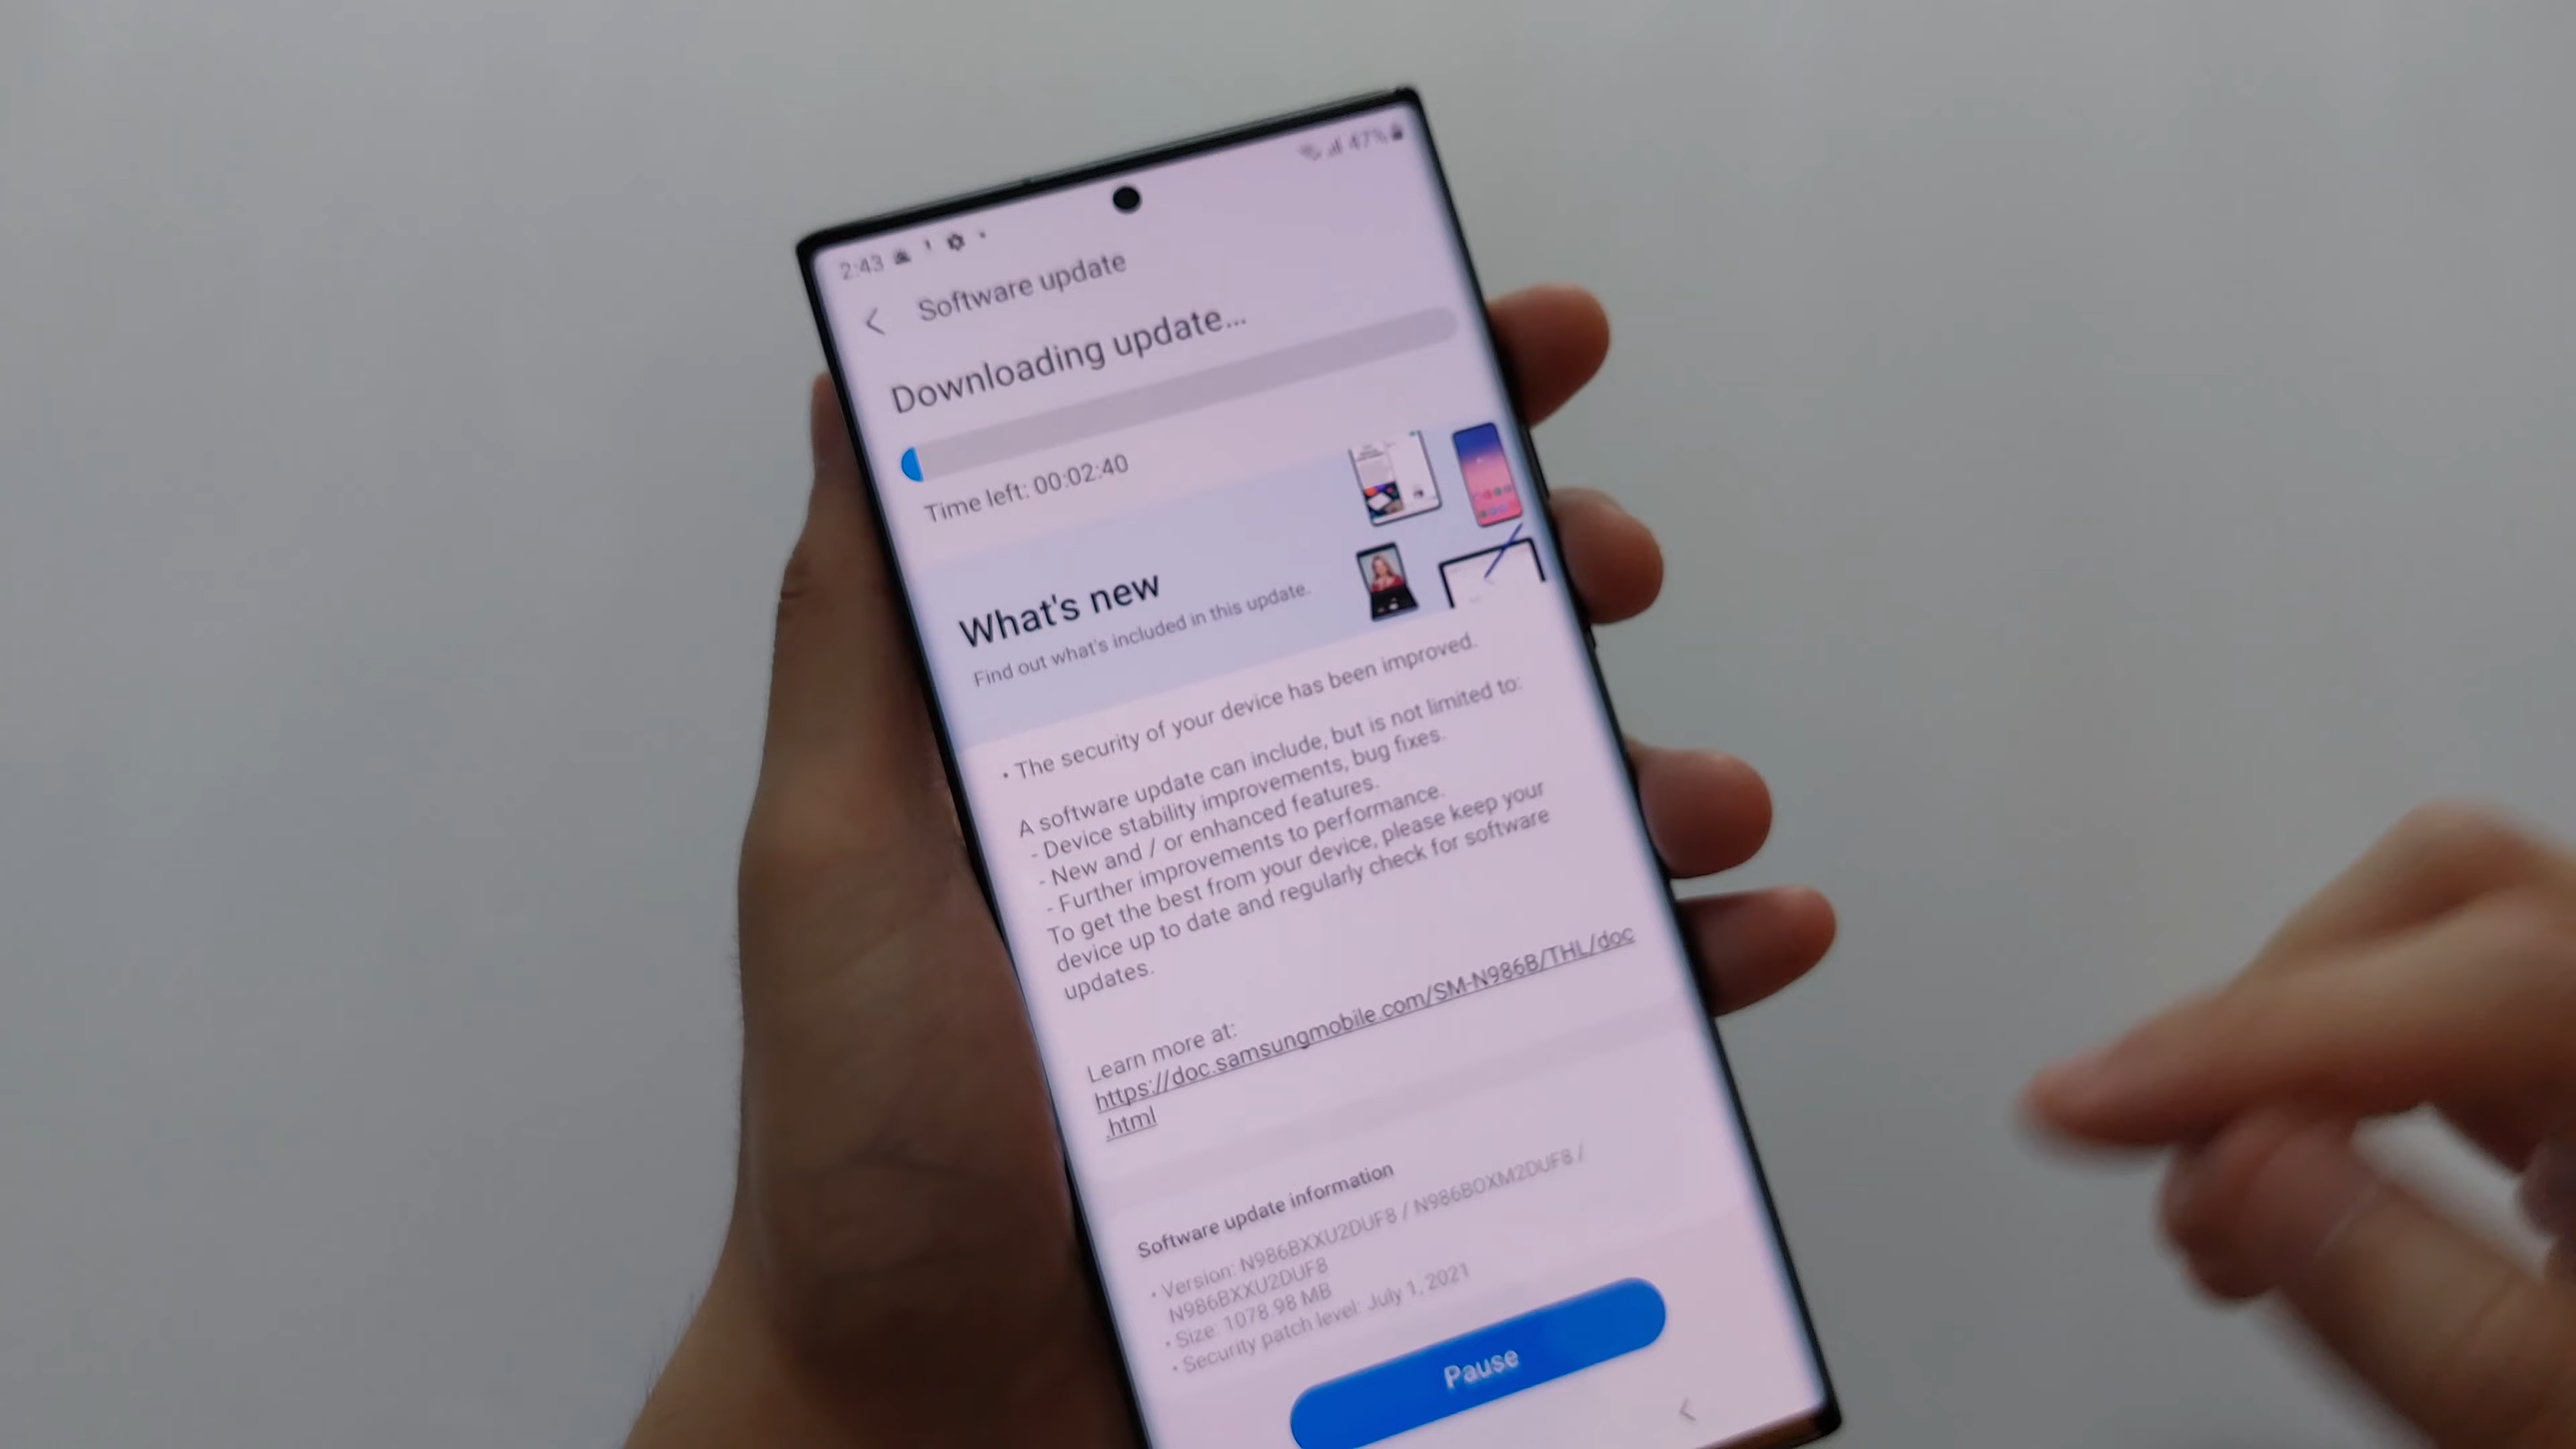 2:43
47%
Software update
Downloading update...
Time left: 00:02:40
What's new
Find out what's included in this update.
• The security of your device has been improved.
A software update can include, but is not limited to:
- Device stability improvements, bug fixes.
- New and / or enhanced features.
- Further improvements to performance.
To get the best from your device, please keep your
device up to date and regularly check for software
updates.
Learn more at:
https://doc.samsungmobile.com/SM-N986B/THL/doc
.html
Software update information
• Version: N986BXXU2DUF8 / N986BOXM2DUF8 /
N986BXXU2DUF8
• Size: 1078.98 MB
• Security patch level: July 1, 2021
Pause